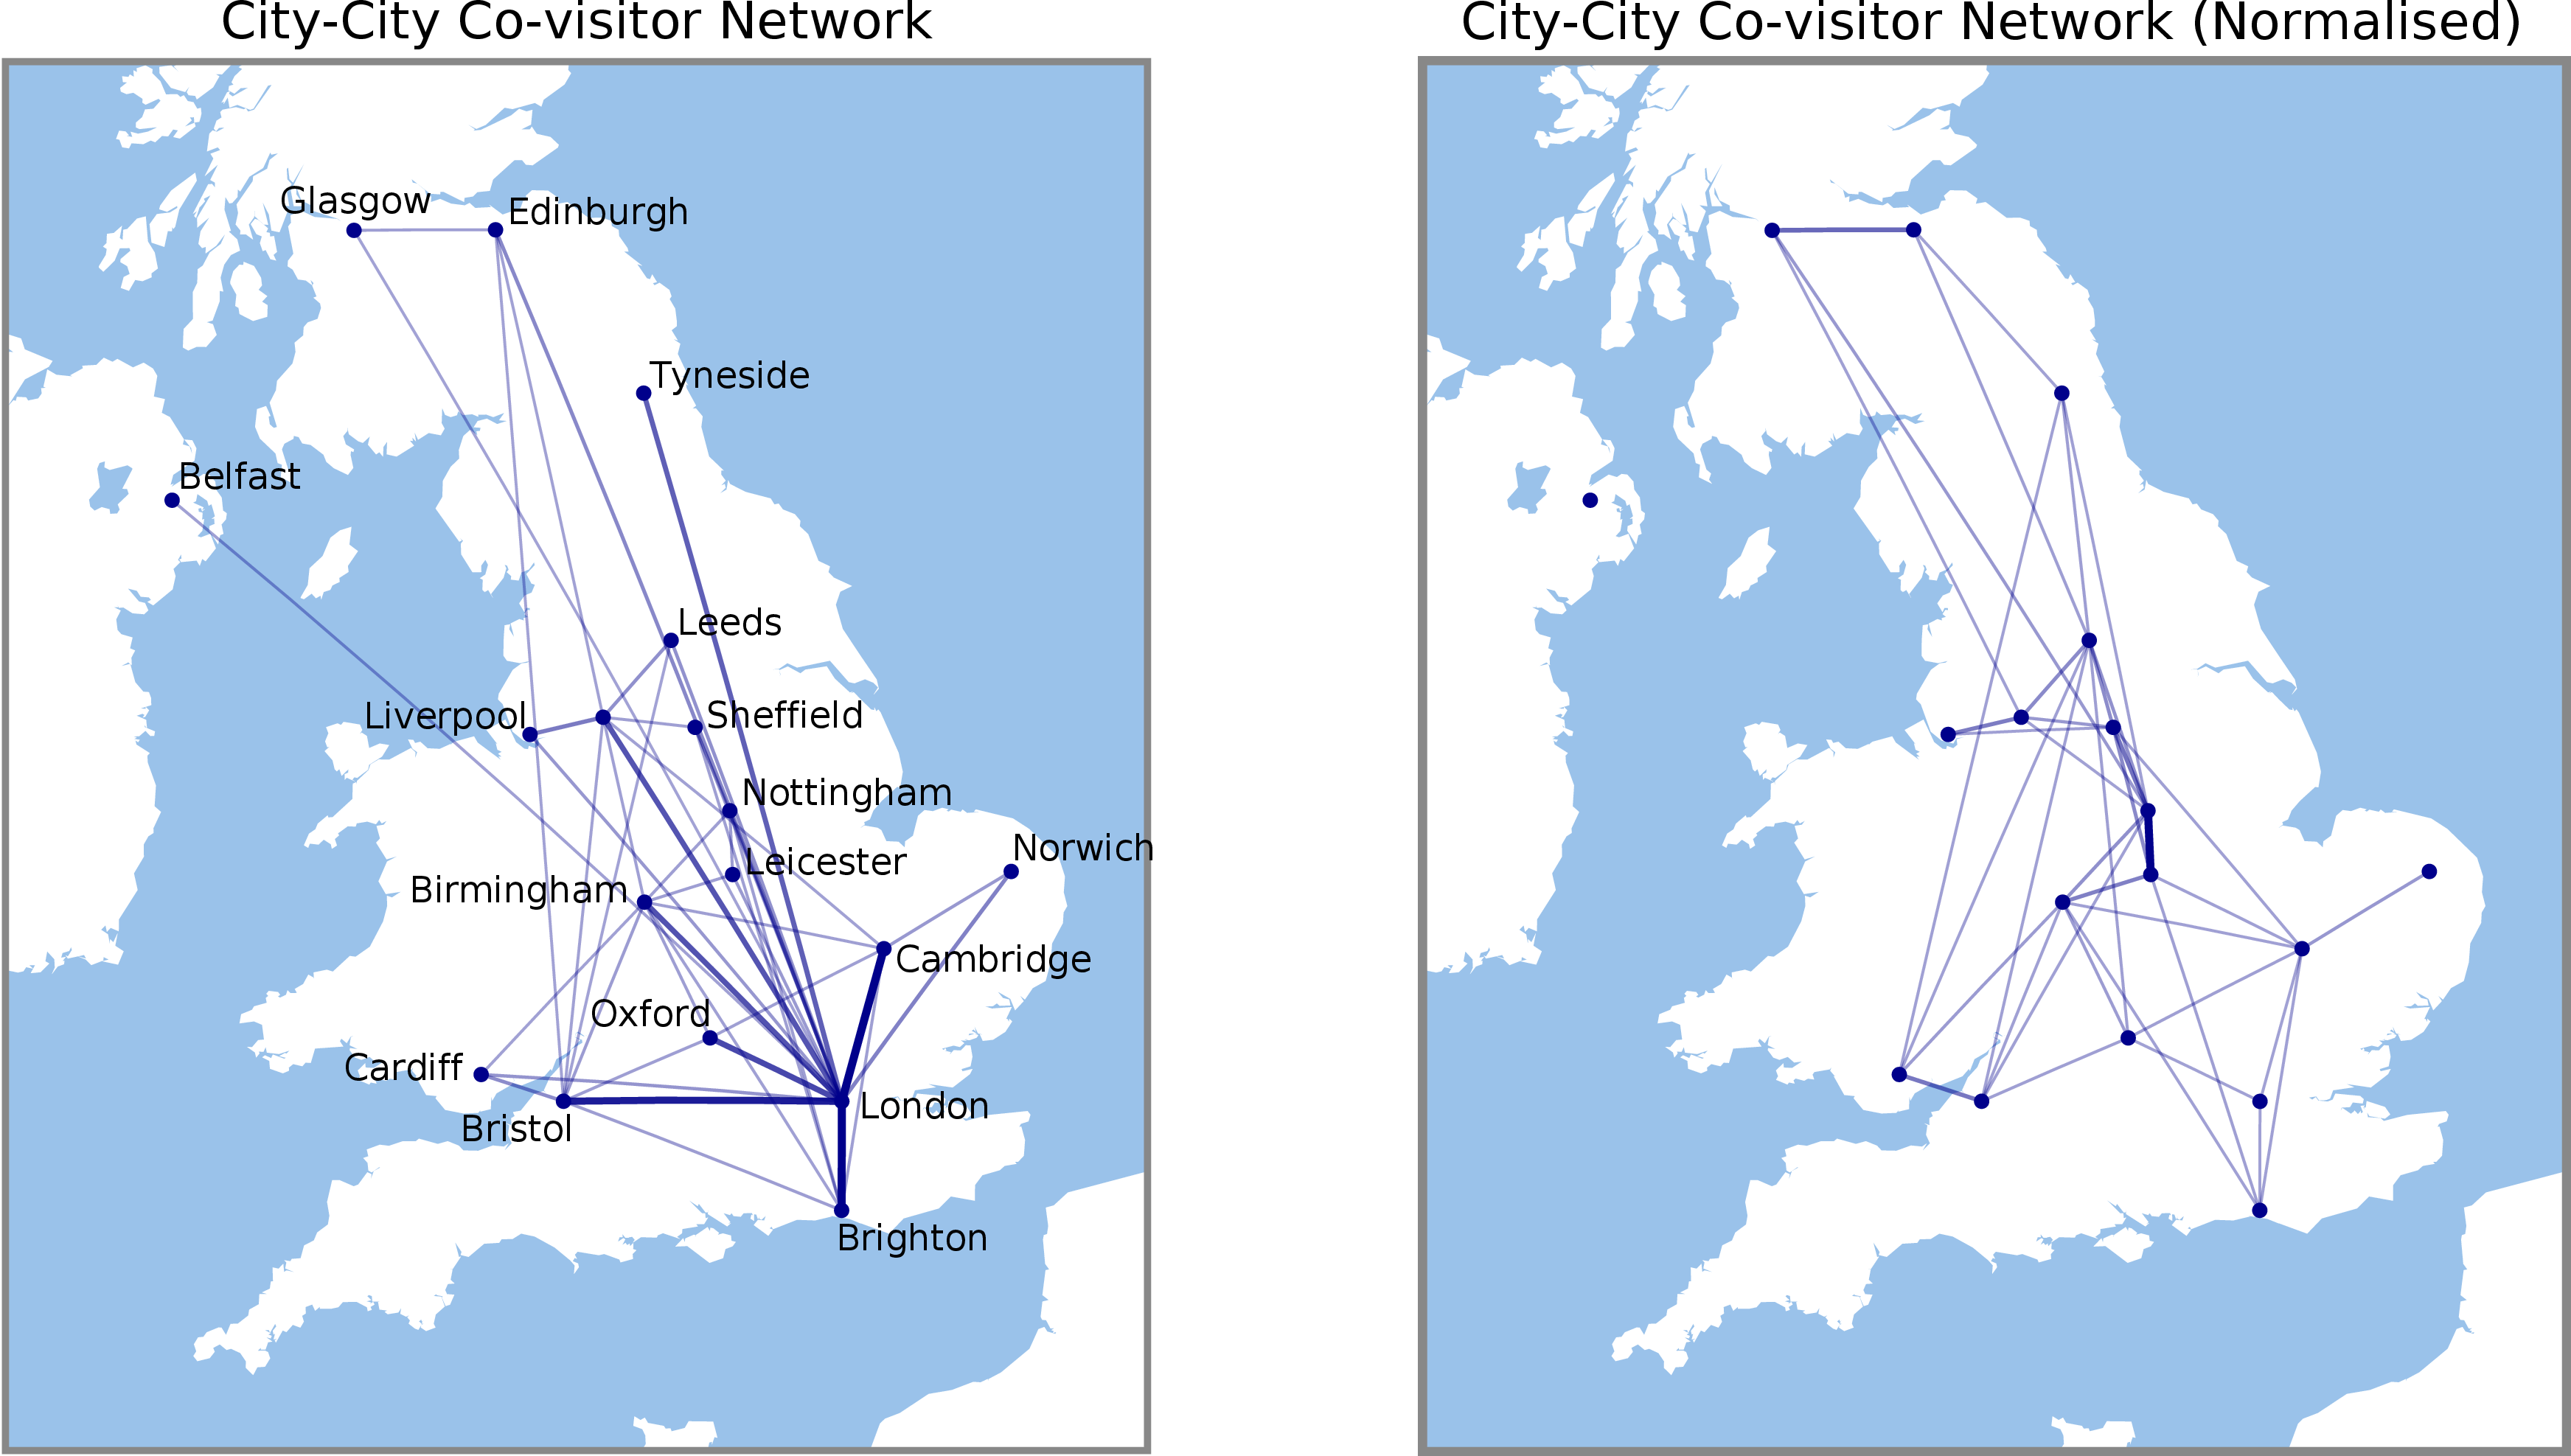 City-City Co-visitor Network
Glasgow
Edinburgh
Tyneside
Belfast
Leeds
Liverpool
Sheffield
Nottingham
Norwich
Leicester
Birmingham
Cambridge
Oxford
Cardiff
London
Bristol
Brighton
City-City Co-visitor Network (Normalised)